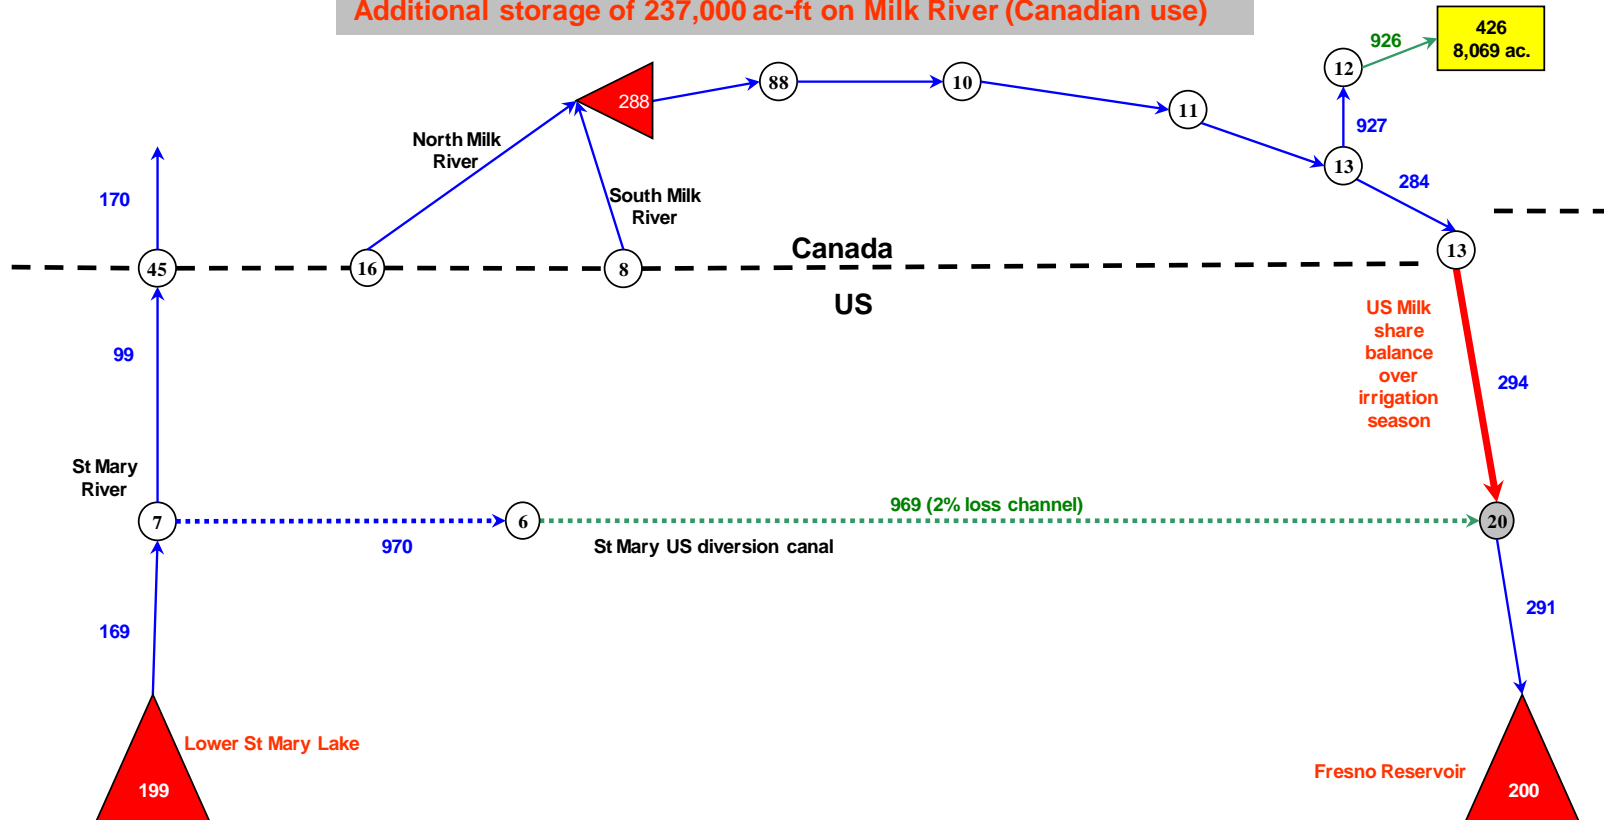 Additional storage of 237,000 ac-ft on Milk River (Canadian use)
426
8,069 ac.
926
12
88
10
288
11
927
13
284
North Milk
River
South Milk
River
170
45
16
8
Canada
13
US
US Milk
share
balance
over
irrigation
season
99
294
St Mary
River
7
6
969 (2% loss channel)
20
970
St Mary US diversion canal
169
291
Lower St Mary Lake
199
Fresno Reservoir
200